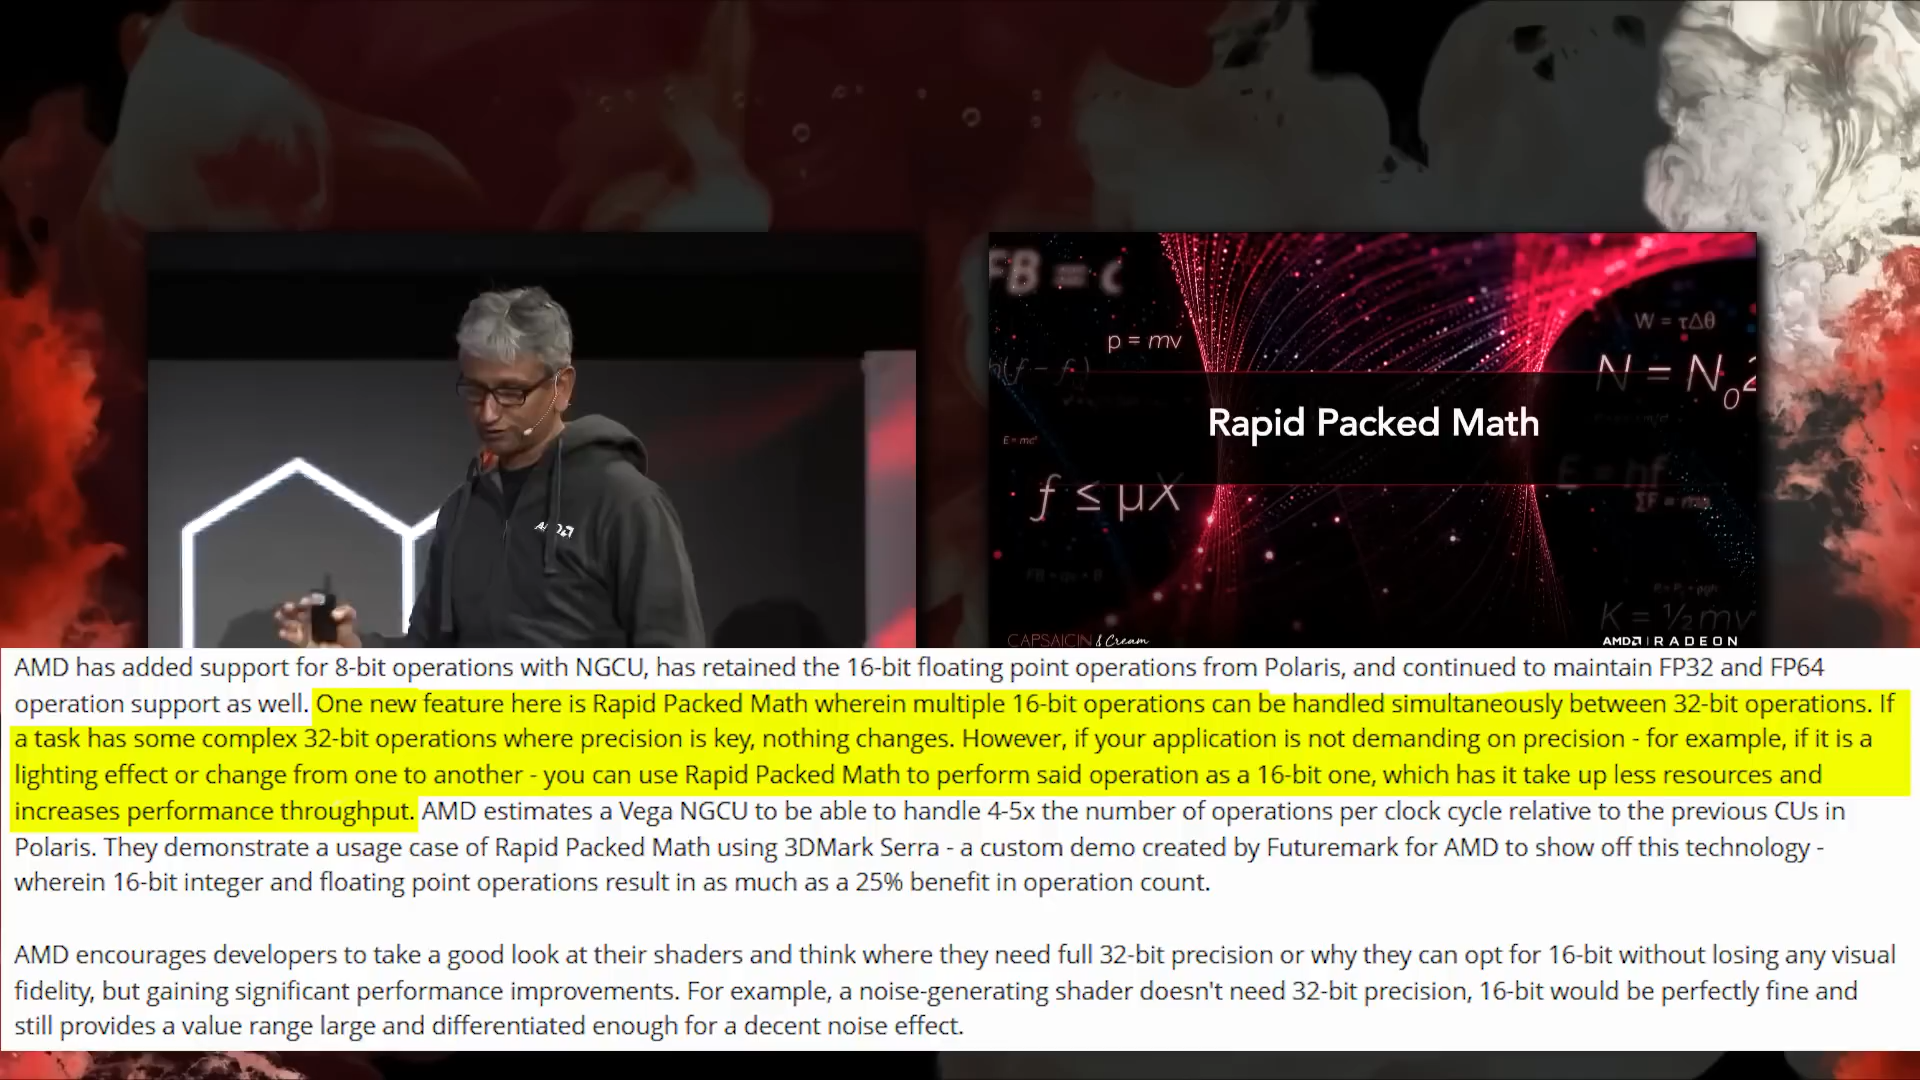 FB = c
p = mv
W = τΔθ
N = N₀2
E = mc²
Rapid Packed Math
f ≤ μX
E = hf
ΣF = ma
K = ½ mv
CAPSAICIN & Cream
AMD | RADEON
AMD
AMD has added support for 8-bit operations with NGCU, has retained the 16-bit floating point operations from Polaris, and continued to maintain FP32 and FP64
operation support as well. One new feature here is Rapid Packed Math wherein multiple 16-bit operations can be handled simultaneously between 32-bit operations. If
a task has some complex 32-bit operations where precision is key, nothing changes. However, if your application is not demanding on precision - for example, if it is a
lighting effect or change from one to another - you can use Rapid Packed Math to perform said operation as a 16-bit one, which has it take up less resources and
increases performance throughput. AMD estimates a Vega NGCU to be able to handle 4-5x the number of operations per clock cycle relative to the previous CUs in
Polaris. They demonstrate a usage case of Rapid Packed Math using 3DMark Serra - a custom demo created by Futuremark for AMD to show off this technology -
wherein 16-bit integer and floating point operations result in as much as a 25% benefit in operation count.
AMD encourages developers to take a good look at their shaders and think where they need full 32-bit precision or why they can opt for 16-bit without losing any visual
fidelity, but gaining significant performance improvements. For example, a noise-generating shader doesn't need 32-bit precision, 16-bit would be perfectly fine and
still provides a value range large and differentiated enough for a decent noise effect.